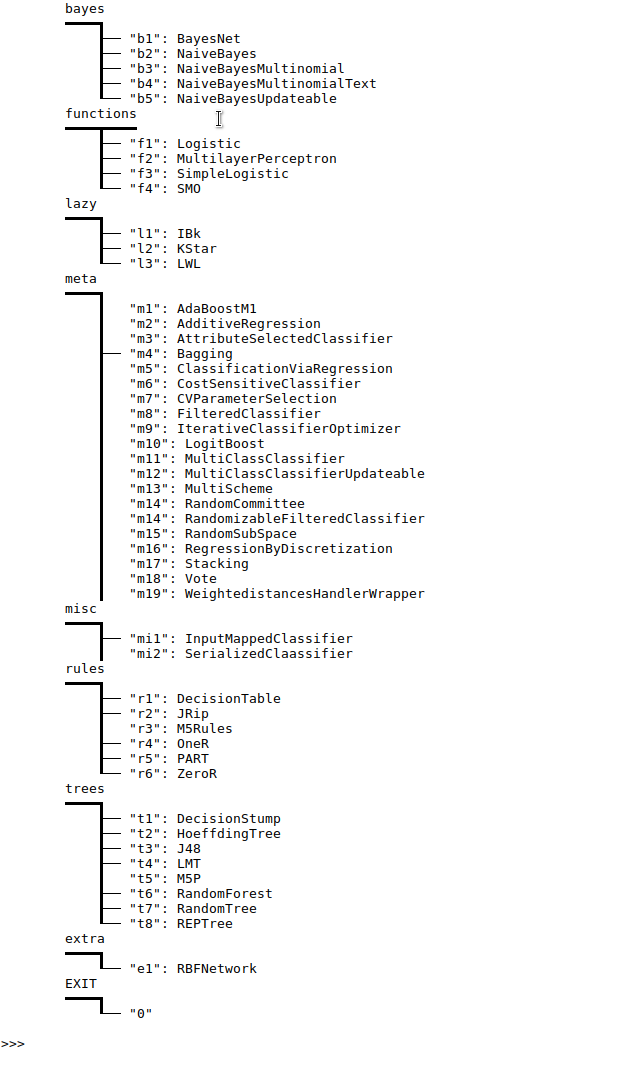 bayes
"b1": BayesNet
"b2": NaiveBayes
"b3": NaiveBayesMultinomial
"b4": NaiveBayesMultinomialText
"b5": NaiveBayesUpdateable
functions
"f1": Logistic
"f2": MultilayerPerceptron
"f3": SimpleLogistic
"f4": SMO
lazy
"l1": IBk
"l2": KStar
"l3": LWL
meta
"m1": AdaBoostM1
"m2": AdditiveRegression
"m3": AttributeSelectedClassifier
"m4": Bagging
"m5": ClassificationViaRegression
"m6": CostSensitiveClassifier
"m7": CVParameterSelection
"m8": FilteredClassifier
"m9": IterativeClassifierOptimizer
"m10": LogitBoost
"m11": MultiClassClassifier
"m12": MultiClassClassifierUpdateable
"m13": MultiScheme
"m14": RandomCommittee
"m14": RandomizableFilteredClassifier
"m15": RandomSubSpace
"m16": RegressionByDiscretization
"m17": Stacking
"m18": Vote
"m19": WeightedistancesHandlerWrapper
misc
"mi1": InputMappedClassifier
"mi2": SerializedClaassifier
rules
"r1": DecisionTable
"r2": JRip
"r3": M5Rules
"r4": OneR
"r5": PART
"r6": ZeroR
trees
"t1": DecisionStump
"t2": HoeffdingTree
"t3": J48
"t4": LMT
"t5": M5P
"t6": RandomForest
"t7": RandomTree
"t8": REPTree
extra
"e1": RBFNetwork
EXIT
"0"
>>>